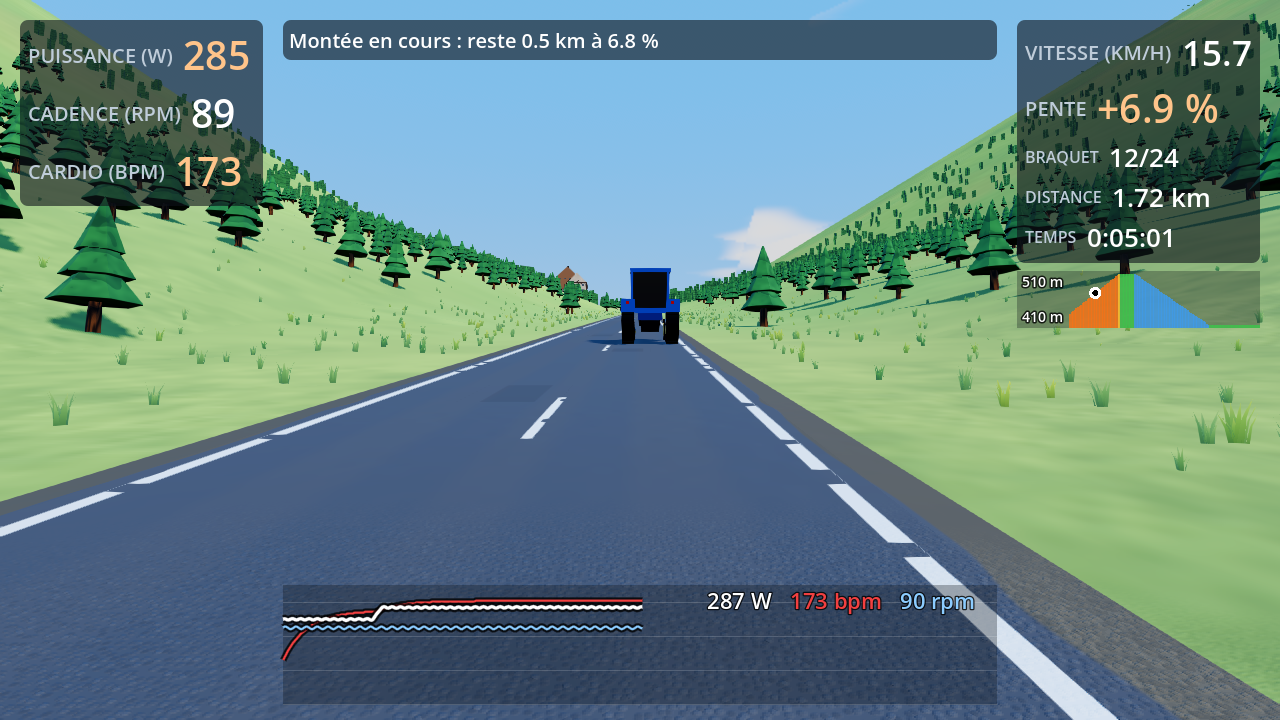 PUISSANCE (W) 285
CADENCE (RPM) 89
CARDIO (BPM) 173
Montée en cours : reste 0.5 km à 6.8 %
VITESSE (KM/H) 15.7
PENTE +6.9 %
BRAQUET 12/24
DISTANCE 1.72 km
TEMPS 0:05:01
510 m
410 m
287 W 173 bpm 90 rpm